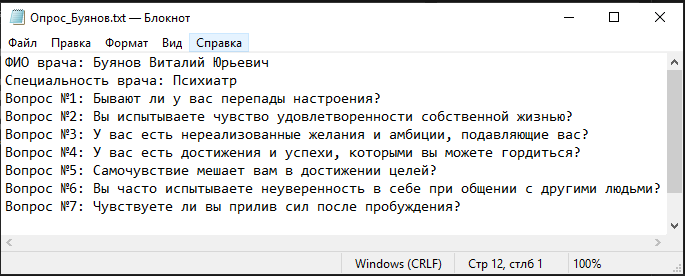 Опрос_Буянов.txt — Блокнот
Файл Правка Формат Вид Справка
ФИО врача: Буянов Виталий Юрьевич
Специальность врача: Психиатр
Вопрос №1: Бывают ли у вас перепады настроения?
Вопрос №2: Вы испытываете чувство удовлетворенности собственной жизнью?
Вопрос №3: У вас есть нереализованные желания и амбиции, подавляющие вас?
Вопрос №4: У вас есть достижения и успехи, которыми вы можете гордиться?
Вопрос №5: Самочувствие мешает вам в достижении целей?
Вопрос №6: Вы часто испытываете неуверенность в себе при общении с другими людьми?
Вопрос №7: Чувствуете ли вы прилив сил после пробуждения?
Windows (CRLF) Стр 12, стлб 1 100%